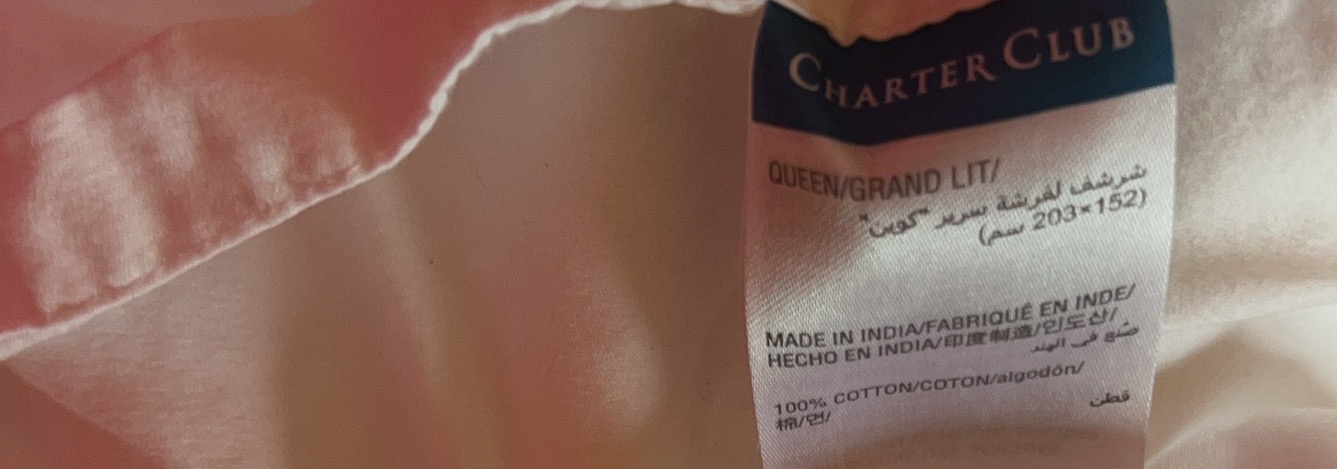 CHARTER CLUB
QUEEN/GRAND LIT/
شرشف لفرشة سرير "كوين"
(203×152 سم)
MADE IN INDIA/FABRIQUÉ EN INDE/
HECHO EN INDIA/印度制造/인도산/
صنع في الهند
100% COTTON/COTON/algodón/
棉/면/
قطن